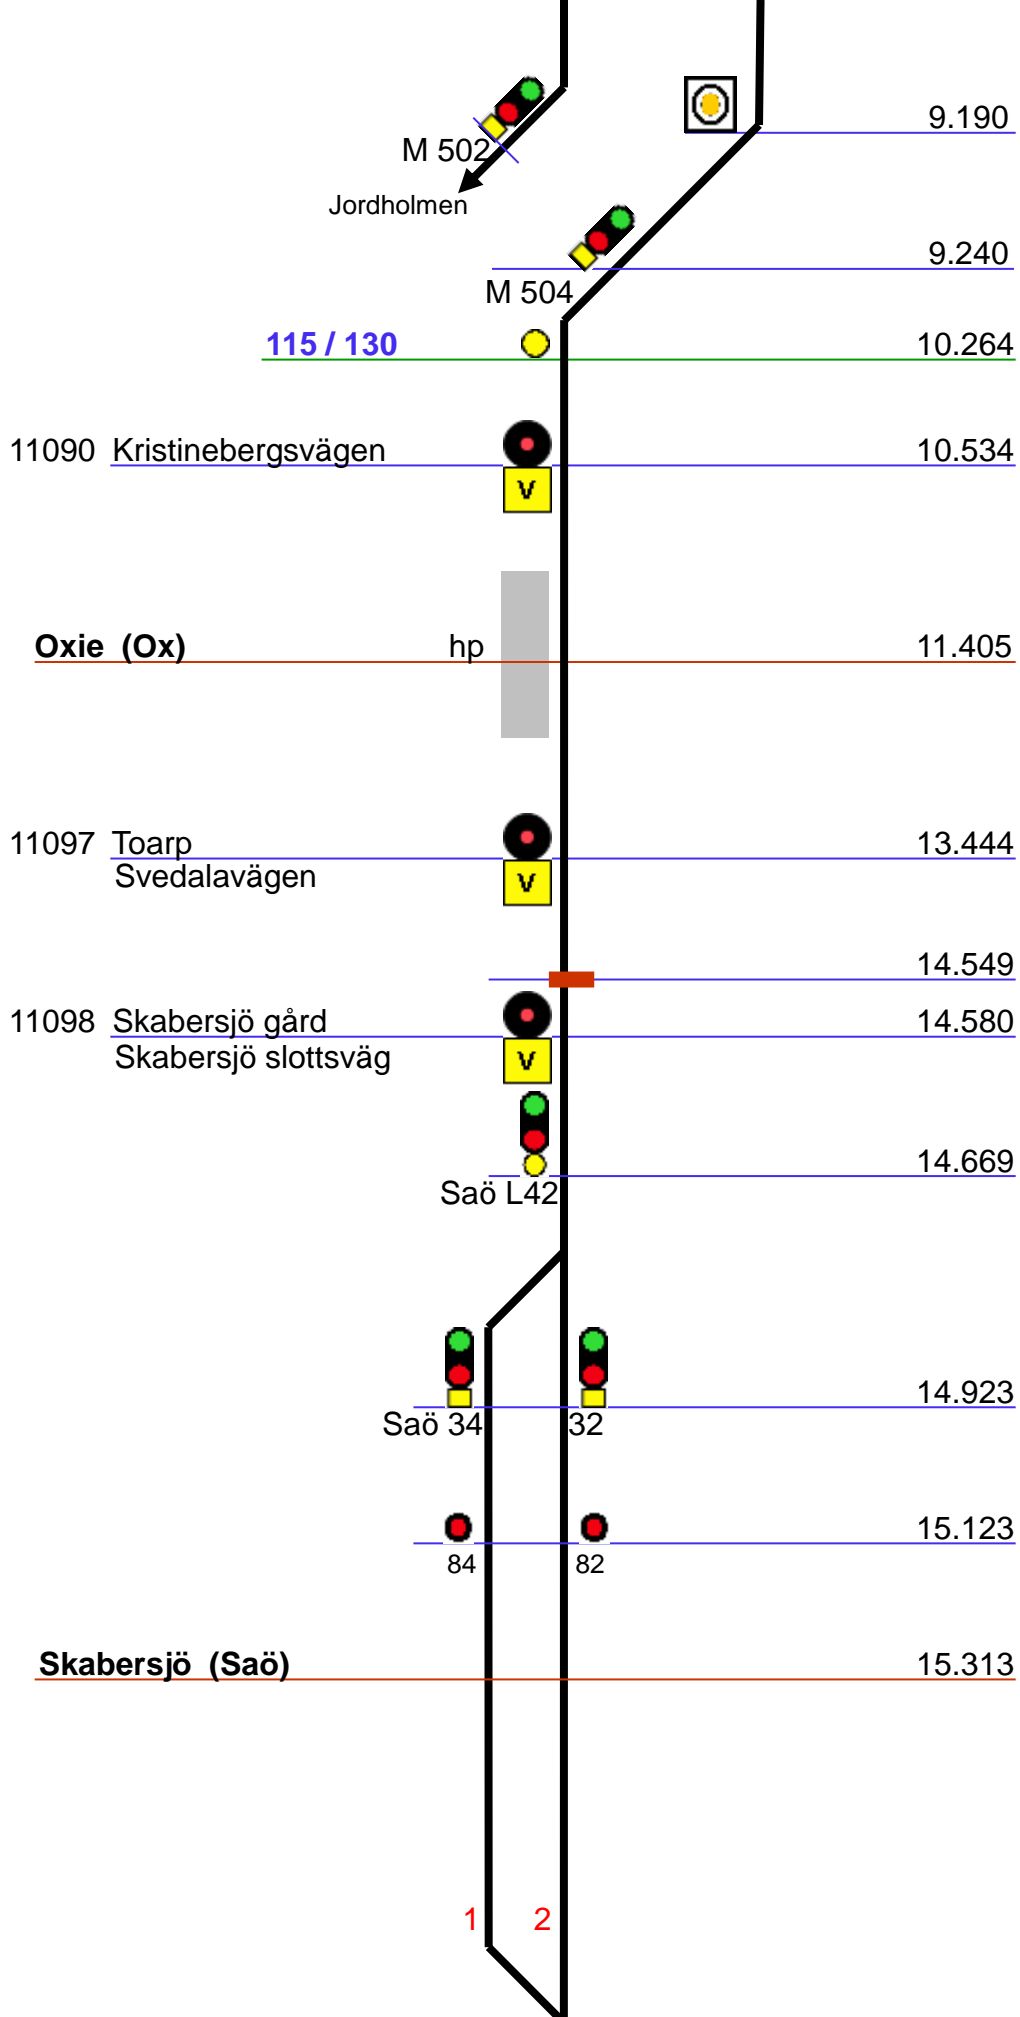 9.190
M 502
Jordholmen
9.240
M 504
115 / 130 10.264
11090 Kristinebergsvägen 10.534
V
Oxie (Ox) hp 11.405
11097 Toarp 13.444
Svedalavägen V
14.549
11098 Skabersjö gård 14.580
Skabersjö slottsväg V
14.669
Saö L42
14.923
Saö 34 32
15.123
84 82
Skabersjö (Saö) 15.313
1 2